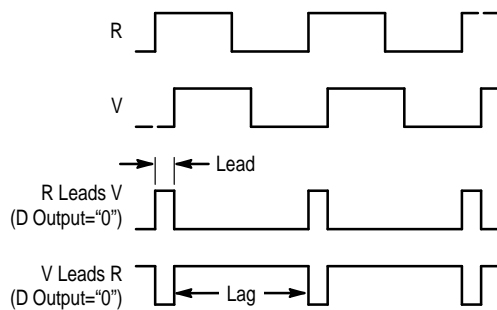 R
V
Lead
R Leads V
(D Output=“0”)
V Leads R
(D Output=“0”)
Lag